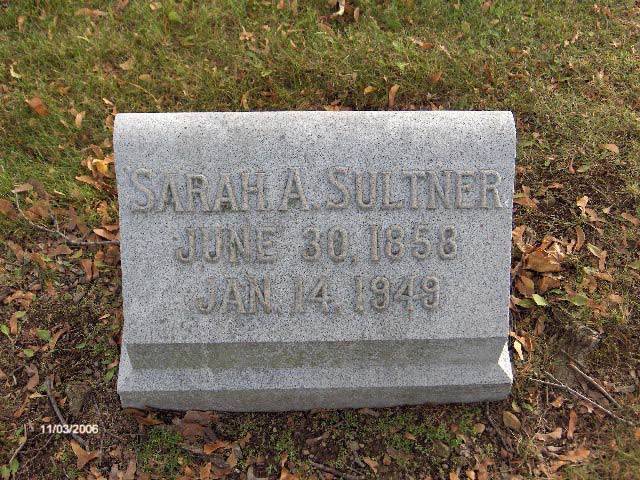 SARAH A. SULTNER
JUNE 30, 1858
JAN. 14, 1949
11/03/2006